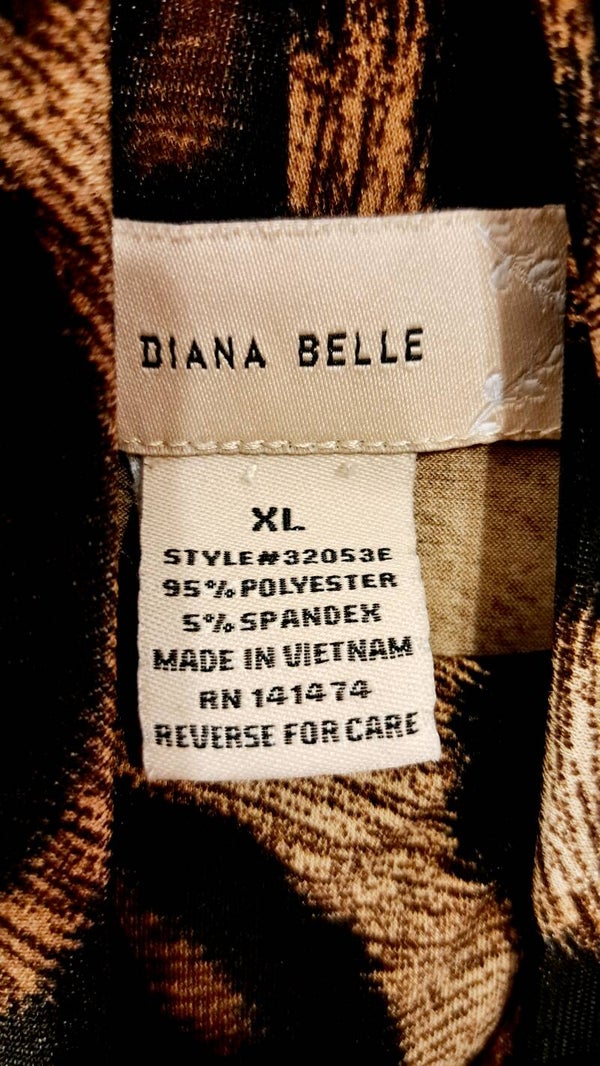 DIANA BELLE
XL
STYLE#32053E
95% POLYESTER
5% SPANDEX
MADE IN VIETNAM
RN 141474
REVERSE FOR CARE